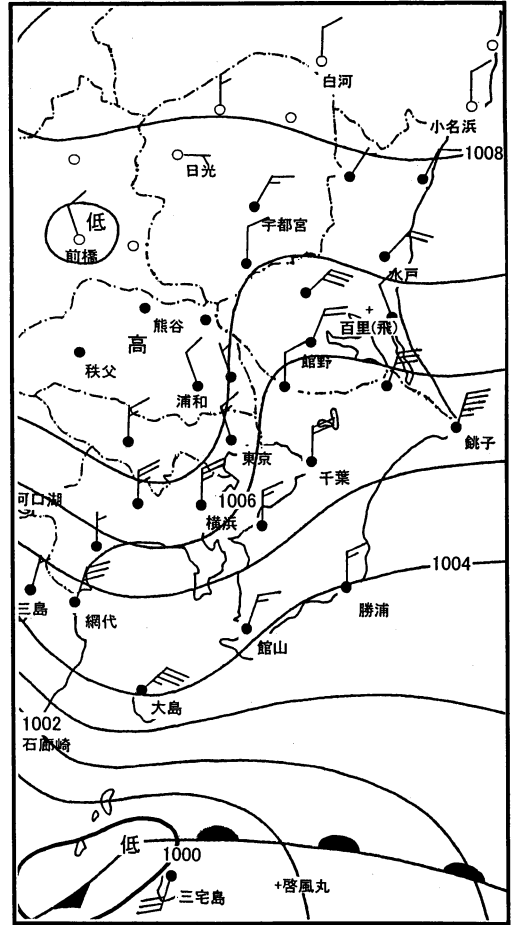 白河
小名浜
1008
日光
宇都宮
低
前橋
水戸
百里(飛)
熊谷
高
館野
秩父
浦和
銚子
東京
千葉
河口湖
1006
横浜
1004
三島
網代
勝浦
館山
大島
1002
石廊崎
低
1000
三宅島
啓風丸